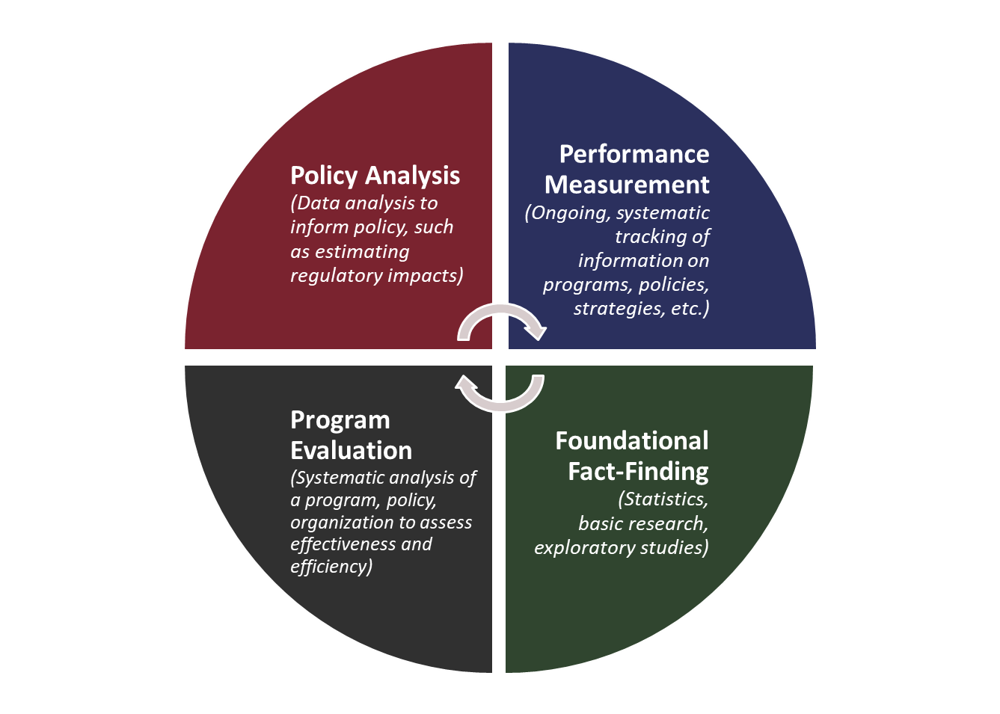 Policy Analysis
(Data analysis to
inform policy, such
as estimating
regulatory impacts)
Performance
Measurement
(Ongoing, systematic
tracking of
information on
programs, policies,
strategies, etc.)
Program
Evaluation
(Systematic analysis of
a program, policy,
organization to assess
effectiveness and
efficiency)
Foundational
Fact-Finding
(Statistics,
basic research,
exploratory studies)